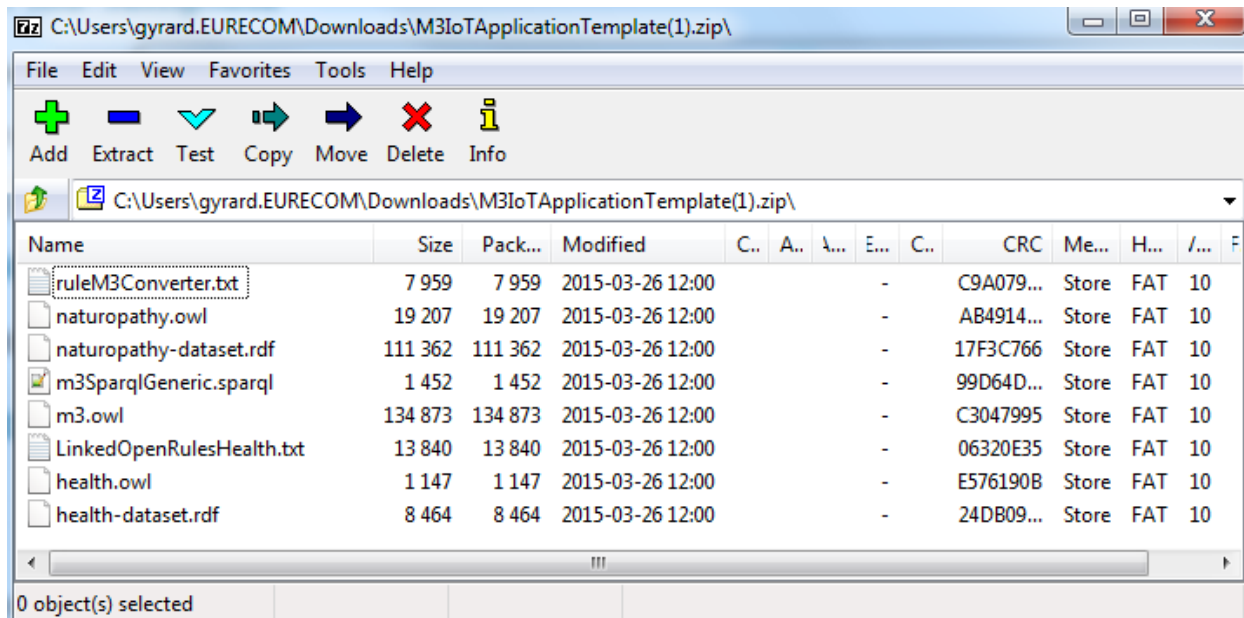 C:\Users\gyrard.EURECOM\Downloads\M3IoTApplicationTemplate(1).zip\
File Edit View Favorites Tools Help
Add Extract Test Copy Move Delete Info
C:\Users\gyrard.EURECOM\Downloads\M3IoTApplicationTemplate(1).zip\
Name Size Pack... Modified C.. A.. E... C.. CRC Me... H... /... F
ruleM3Converter.txt 7 959 7 959 2015-03-26 12:00 - C9A079... Store FAT 10
naturopathy.owl 19 207 19 207 2015-03-26 12:00 - AB4914... Store FAT 10
naturopathy-dataset.rdf 111 362 111 362 2015-03-26 12:00 - 17F3C766 Store FAT 10
m3SparqlGeneric.sparql 1 452 1 452 2015-03-26 12:00 - 99D64D... Store FAT 10
m3.owl 134 873 134 873 2015-03-26 12:00 - C3047995 Store FAT 10
LinkedOpenRulesHealth.txt 13 840 13 840 2015-03-26 12:00 - 06320E35 Store FAT 10
health.owl 1 147 1 147 2015-03-26 12:00 - E576190B Store FAT 10
health-dataset.rdf 8 464 8 464 2015-03-26 12:00 - 24DB09... Store FAT 10
0 object(s) selected